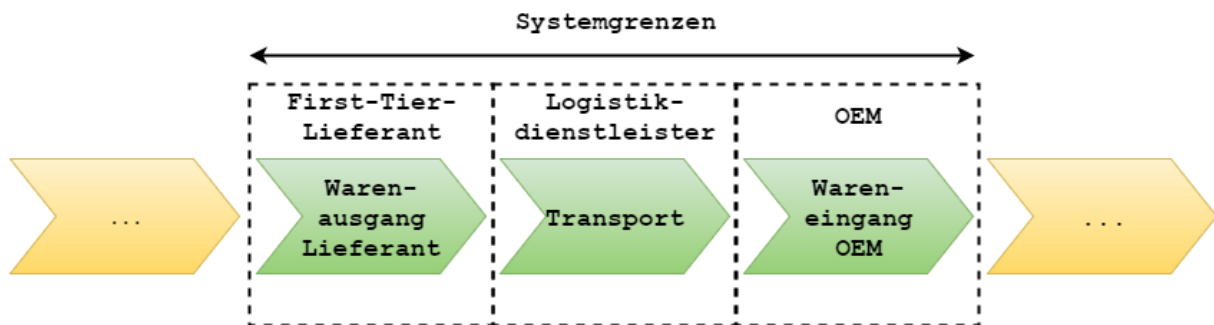 Systemgrenzen
First-Tier-
Lieferant
Logistik-
dienstleister
OEM
...
Waren-
ausgang
Lieferant
Transport
Waren-
eingang
OEM
...